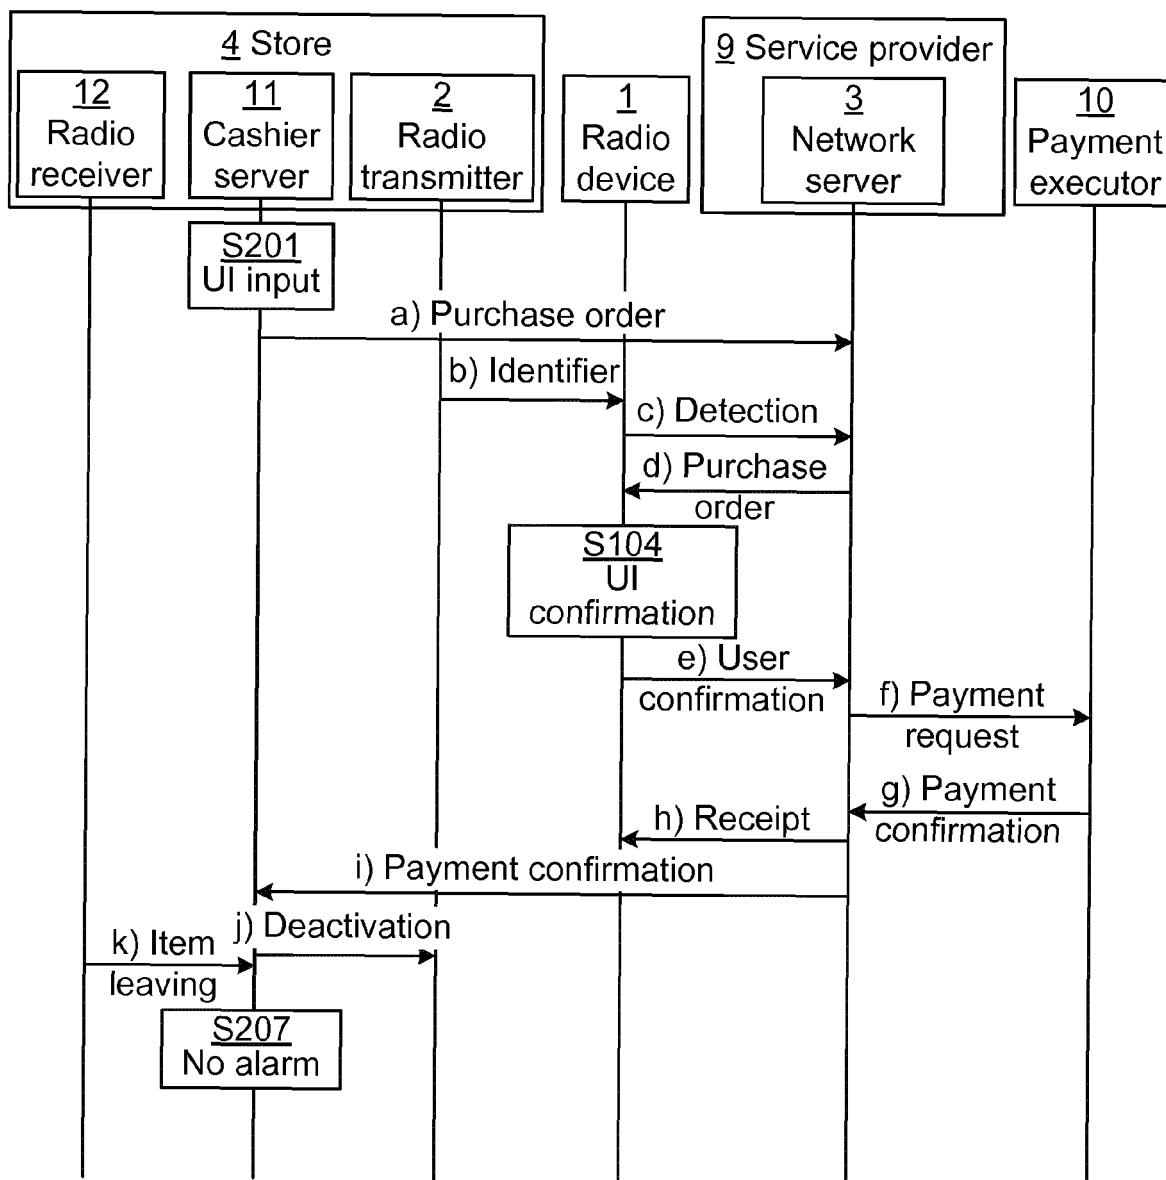 4 Store
9 Service provider
12
Radio
receiver
11
Cashier
server
2
Radio
transmitter
1
Radio
device
3
Network
server
10
Payment
executor
S201
UI input
a) Purchase order
b) Identifier
c) Detection
d) Purchase
order
S104
UI
confirmation
e) User
confirmation
f) Payment
request
g) Payment
confirmation
h) Receipt
i) Payment confirmation
j) Deactivation
k) Item
leaving
S207
No alarm